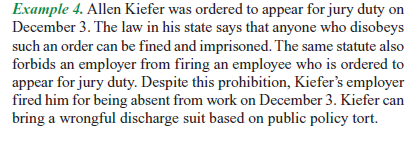 Example 4. Allen Kiefer was ordered to appear for jury duty on
December 3. The law in his state says that anyone who disobeys
such an order can be fined and imprisoned. The same statute also
forbids an employer from firing an employee who is ordered to
appear for jury duty. Despite this prohibition, Kiefer's employer
fired him for being absent from work on December 3. Kiefer can
bring a wrongful discharge suit based on public policy tort.